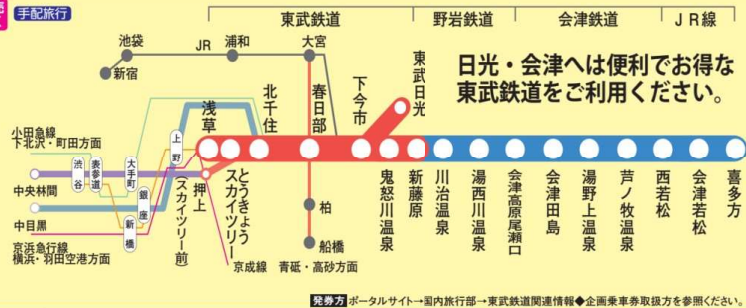 手配旅行
東武鉄道
野岩鉄道
会津鉄道
JR線
池袋
JR
浦和
大宮
新宿
日光・会津へは便利でお得な
東武鉄道をご利用ください。
浅草
北千住
春日部
下今市
東武日光
小田急線
下北沢・町田方面
上野
渋谷
表参道
大手町
銀座
新橋
中央林間
中目黒
京浜急行線
横浜・羽田空港方面
押上
(スカイツリー前)
とうきょう
スカイツリー
柏
船橋
京成線 青砥・高砂方面
鬼怒川温泉
新藤原
川治温泉
湯西川温泉
会津高原尾瀬口
会津田島
湯野上温泉
芦ノ牧温泉
西若松
会津若松
喜多方
発券方 ポータルサイト→国内旅行部→東武鉄道関連情報◆企画乗車券取扱方を参照ください。